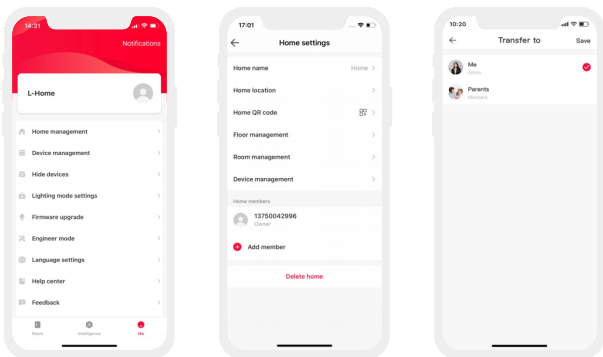 14:31
Notifications
L-Home
Home management
Device management
Hide devices
Lighting mode settings
Firmware upgrade
Engineer mode
Language settings
Help center
Feedback
Room
Intelligence
Me
17:01
Home settings
Home name
Home
Home location
Home QR code
Floor management
Room management
Device management
Home members
13750042996
Owner
Add member
Delete home
10:20
Transfer to
Save
Me
Admin
Parents
Members